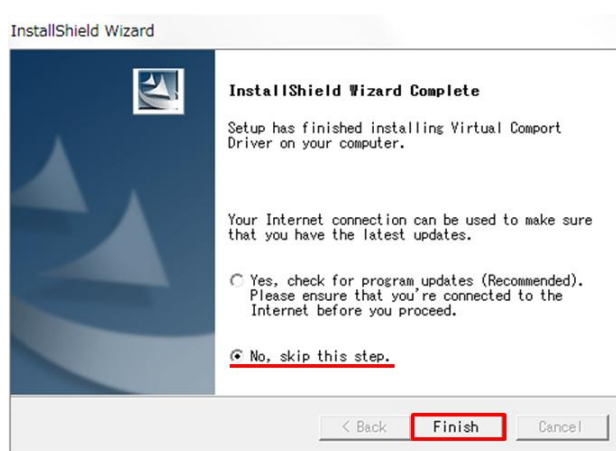 InstallShield Wizard
InstallShield Wizard Complete
Setup has finished installing Virtual Comport
Driver on your computer.
Your Internet connection can be used to make sure
that you have the latest updates.
Yes, check for program updates (Recommended).
Please ensure that you're connected to the
Internet before you proceed.
No, skip this step.
< Back Finish Cancel